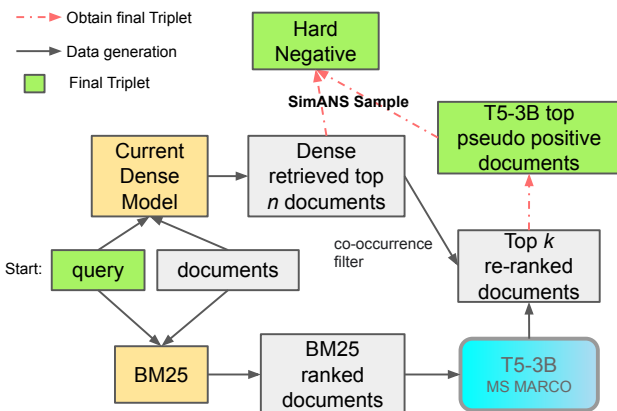 Obtain final Triplet
Data generation
Final Triplet
Hard
Negative
SimANS Sample
T5-3B top
pseudo positive
documents
Current
Dense
Model
Dense
retrieved top
n documents
co-occurrence
filter
Start:
query
documents
Top k
re-ranked
documents
BM25
BM25
ranked
documents
T5-3B
MS MARCO